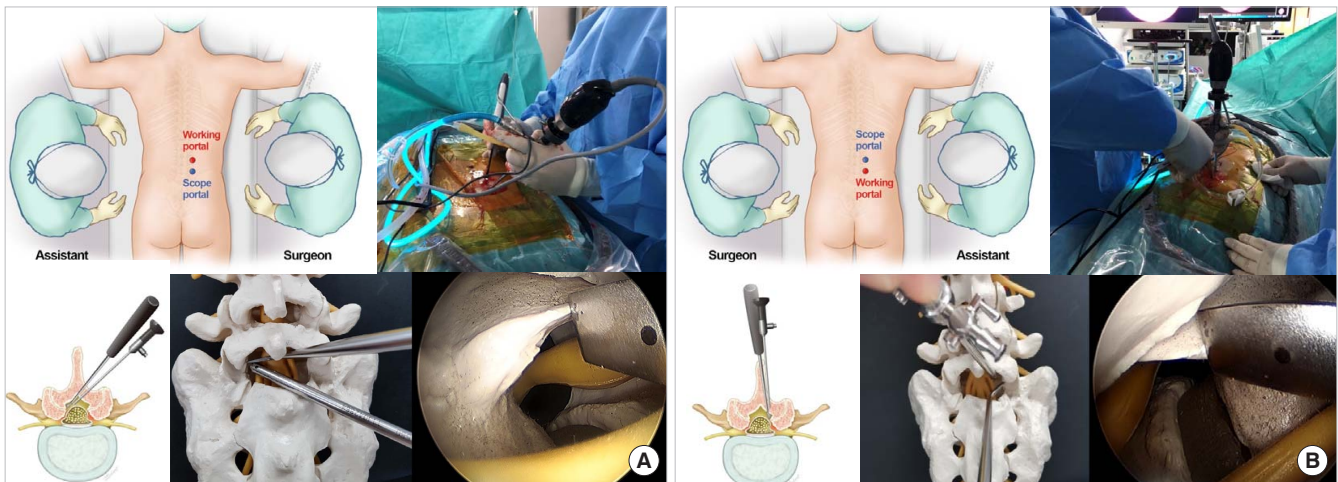 Working
portal
Scope
portal
Assistant
Surgeon
A
Scope
portal
Working
portal
Surgeon
Assistant
B